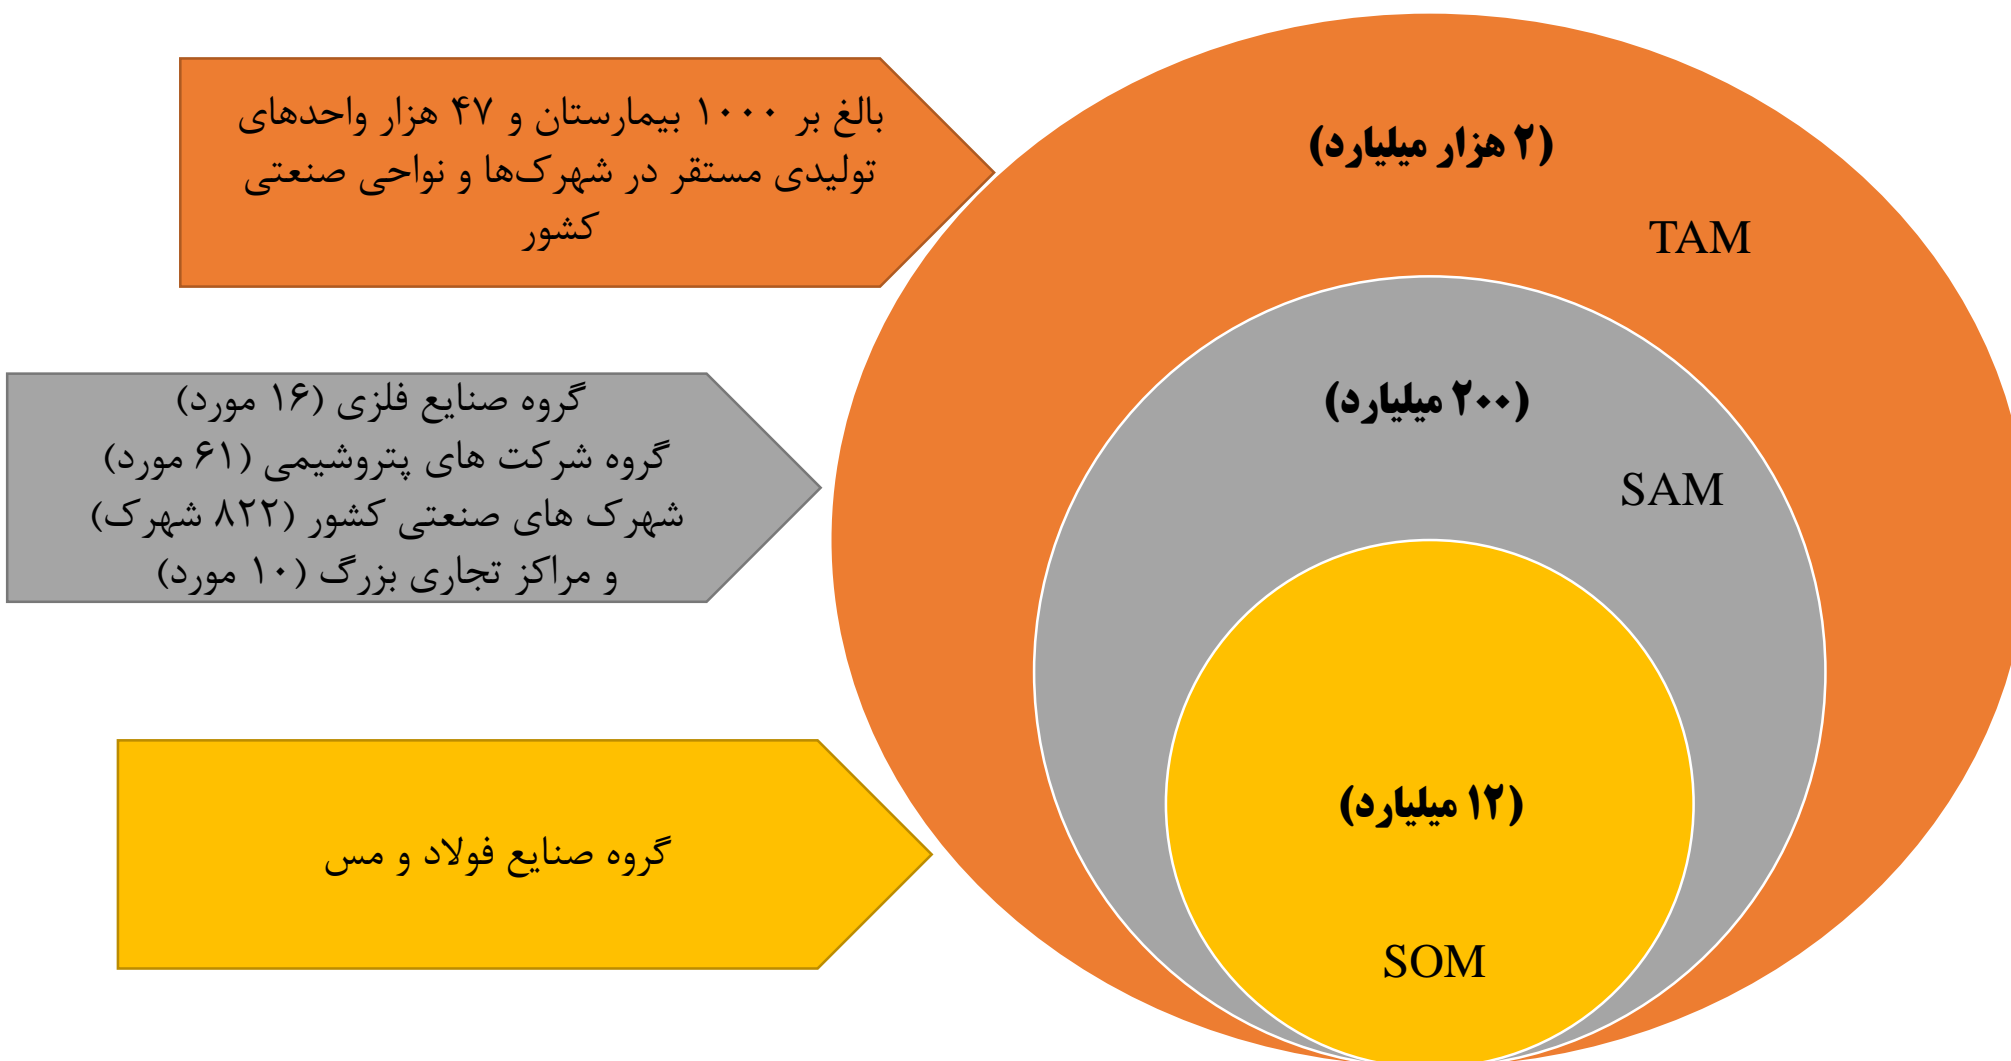 بالغ بر ۱۰۰۰ بیمارستان و ۴۷ هزار واحدهای
تولیدی مستقر در شهرک‌ها و نواحی صنعتی
کشور
(۲ هزار میلیارد)
TAM
گروه صنایع فلزی (۱۶ مورد)
گروه شرکت های پتروشیمی (۶۱ مورد)
شهرک های صنعتی کشور (۸۲۲ شهرک)
و مراکز تجاری بزرگ (۱۰ مورد)
(۲۰۰ میلیارد)
SAM
گروه صنایع فولاد و مس
(۱۲ میلیارد)
SOM